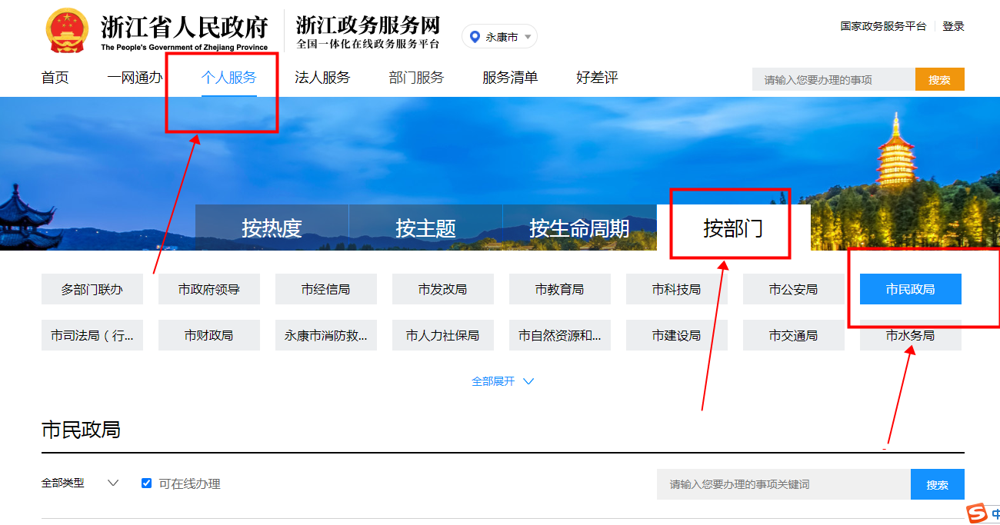 浙江省人民政府
The People's Government of Zhejiang Province
浙江政务服务网
全国一体化在线政务服务平台
永康市
国家政务服务平台 登录
首页 一网通办 个人服务 法人服务 部门服务 服务清单 好差评
请输入您要办理的事项 搜索
按热度 按主题 按生命周期 按部门
多部门联办 市政府领导 市经信局 市发改局 市教育局 市科技局 市公安局 市民政局
市司法局（行... 市财政局 永康市消防救... 市人力社保局 市自然资源和... 市建设局 市交通局 市水务局
全部展开
市民政局
全部类型 可在线办理 请输入您要办理的事项关键词 搜索
S 中